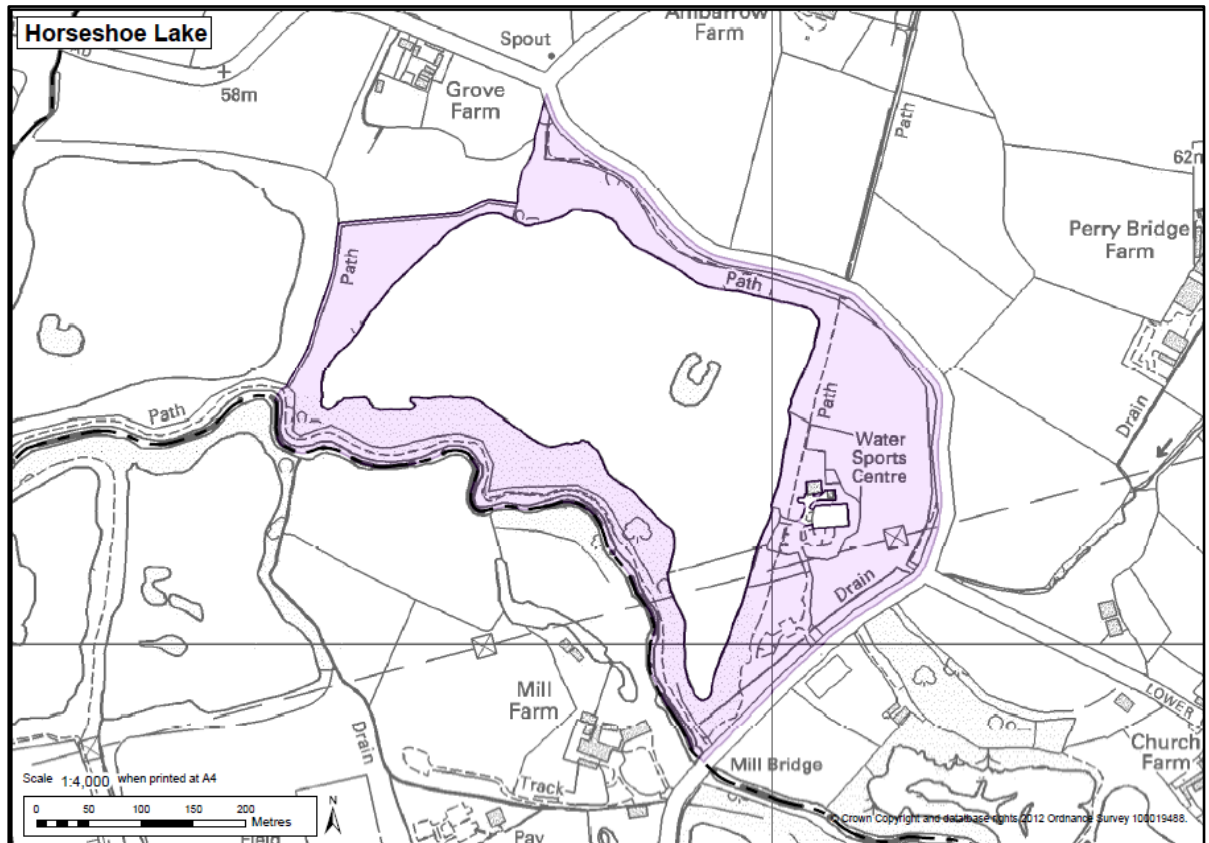 Horseshoe Lake
Ambarrow
Farm
Spout
58m
Grove
Farm
Path
62m
Perry Bridge
Farm
Path
Path
Path
Path
Drain
Water
Sports
Centre
Drain
Mill
Farm
LOWER
Church
Farm
Drain
Mill Bridge
Track
Scale 1:4,000 when printed at A4
0 50 100 150 200
Metres
N
© Crown Copyright and database rights 2012 Ordnance Survey 100019488.